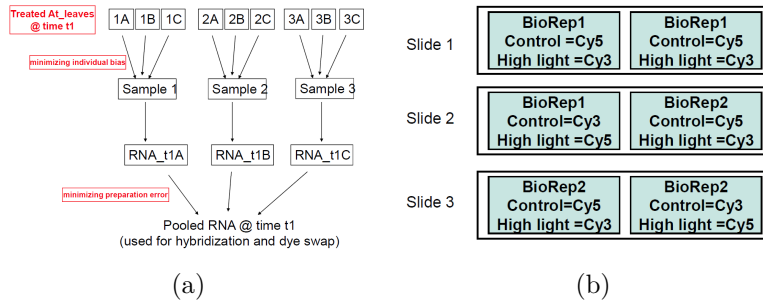 Treated At_leaves
@ time t1
1A 1B 1C 2A 2B 2C 3A 3B 3C
minimizing individual bias
Sample 1 Sample 2 Sample 3
RNA_t1A RNA_t1B RNA_t1C
minimizing preparation error
Pooled RNA @ time t1
(used for hybridization and dye swap)
(a)
Slide 1
BioRep1
Control =Cy5
High light =Cy3
BioRep1
Control=Cy5
High light =Cy3
Slide 2
BioRep1
Control=Cy3
High light =Cy5
BioRep2
Control=Cy5
High light =Cy3
Slide 3
BioRep2
Control=Cy5
High light =Cy3
BioRep2
Control=Cy3
High light =Cy5
(b)